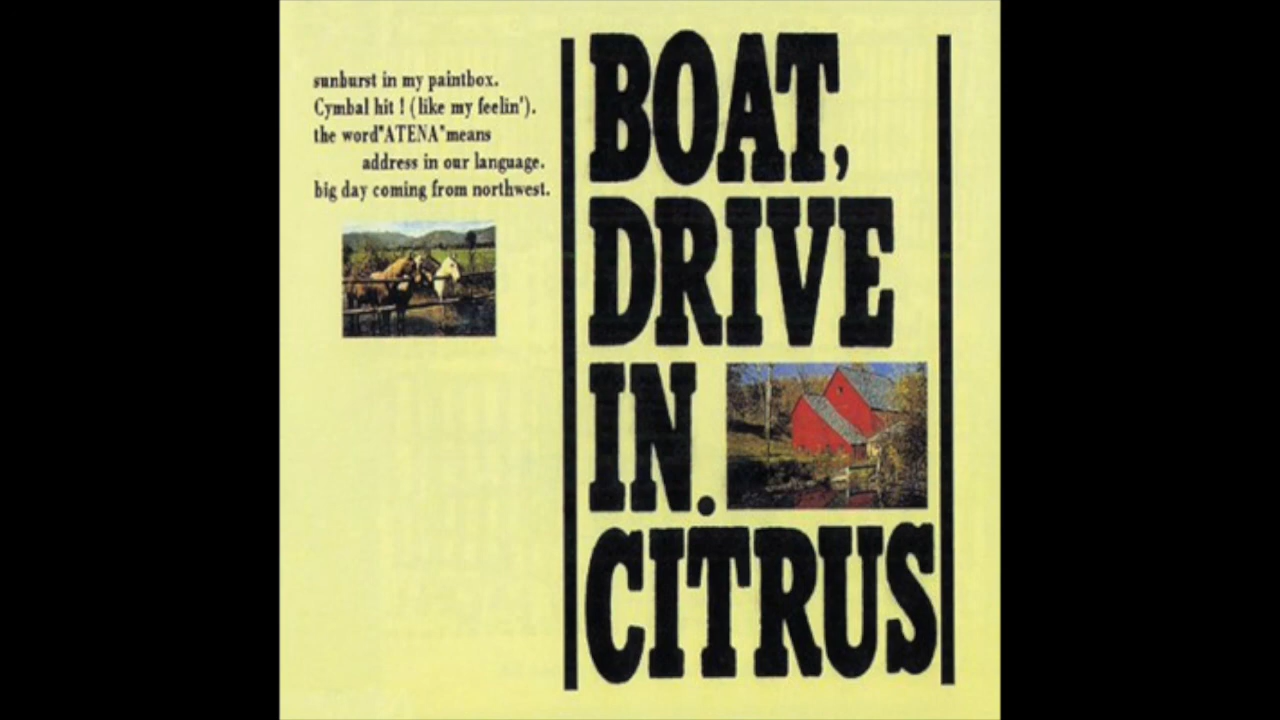 sunburst in my paintbox.
Cymbal hit ! (like my feelin').
the word"ATENA"means
address in our language.
big day coming from northwest.
BOAT,
DRIVE
IN.
CITRUS